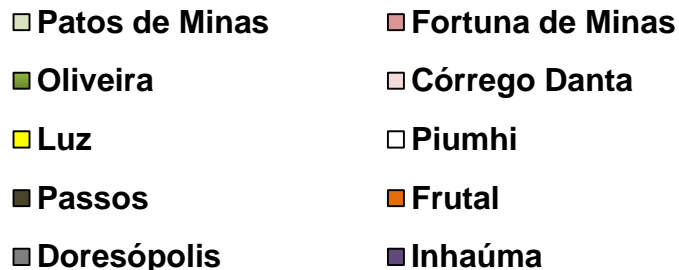 Patos de Minas Fortuna de Minas
Oliveira Córrego Danta
Luz Piumhi
Passos Frutal
Doresópolis Inhaúma